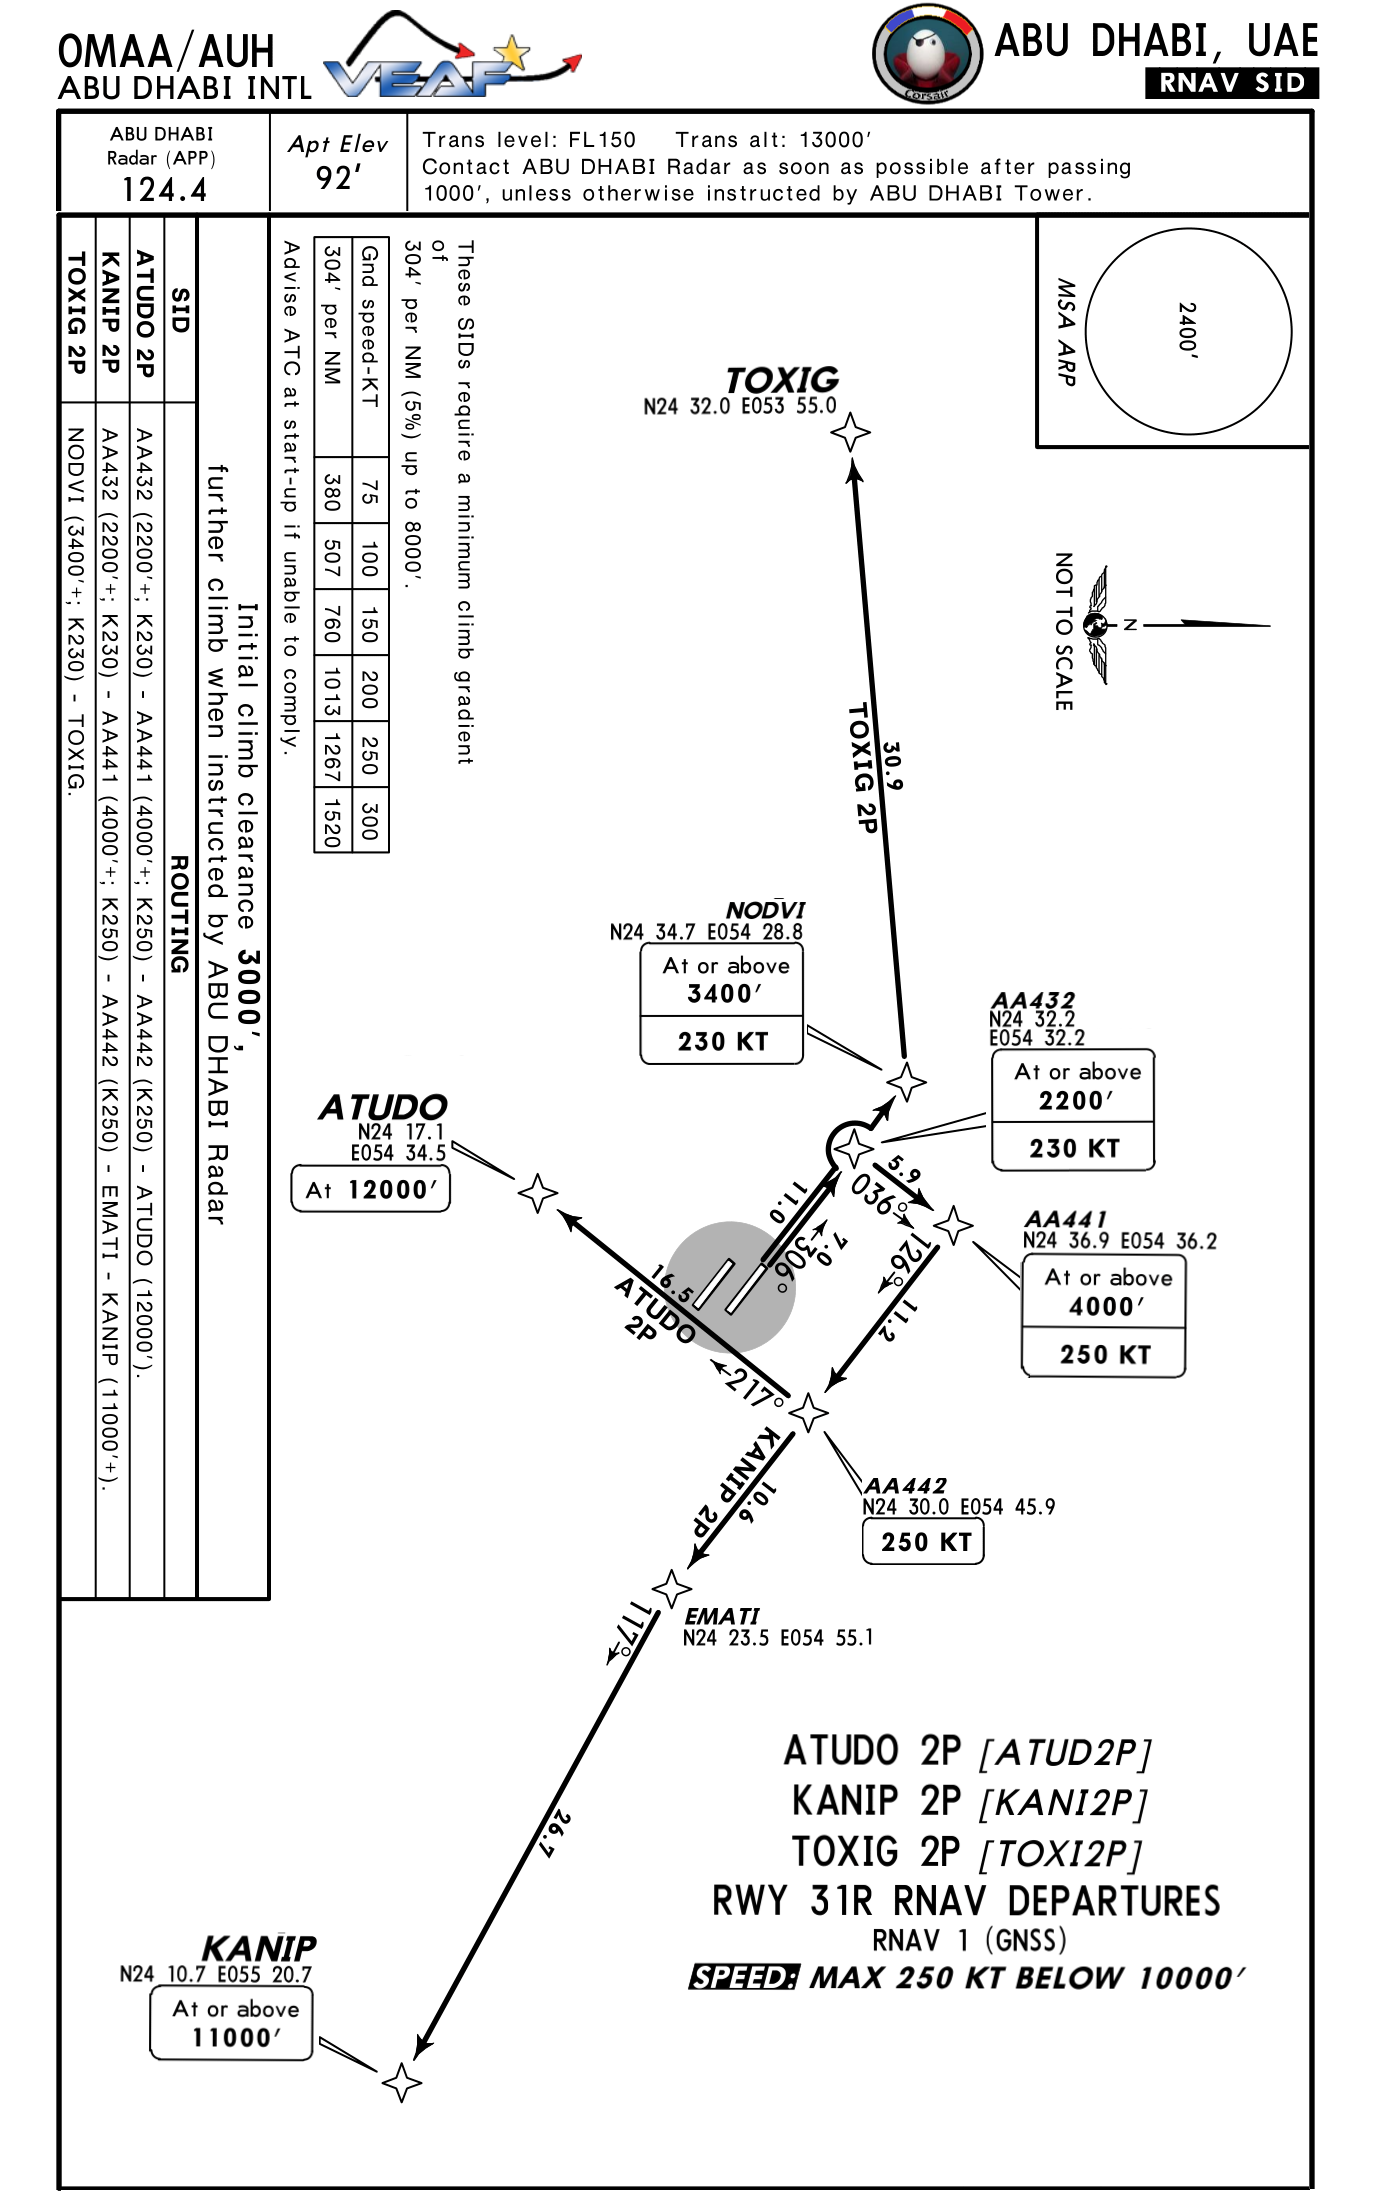 OMAA/AUH
ABU DHABI INTL
VEAF
Corsair
ABU DHABI, UAE
RNAV SID
ABU DHABI
Radar (APP)
124.4
Apt Elev
92'
Trans level: FL150 Trans alt: 13000'
Contact ABU DHABI Radar as soon as possible after passing
1000', unless otherwise instructed by ABU DHABI Tower.
MSA ARP
2400'
These SIDs require a minimum climb gradient
of
304' per NM (5%) up to 8000'.
Gnd speed-KT 75 100 150 200 250 300
304' per NM 380 507 760 1013 1267 1520
Advise ATC at start-up if unable to comply.
Initial climb clearance 3000',
further climb when instructed by ABU DHABI Radar
SID ROUTING
ATUDO 2P AA432 (2200'+; K230) - AA441 (4000'+; K250) - AA442 (K250) - ATUDO (12000').
KANIP 2P AA432 (2200'+; K230) - AA441 (4000'+; K250) - AA442 (K250) - EMATI - KANIP (11000'+).
TOXIG 2P NODVI (3400'+; K230) - TOXIG.
NOT TO SCALE
N
TOXIG
N24 32.0 E053 55.0
30.9
TOXIG 2P
NODVI
N24 34.7 E054 28.8
At or above
3400'
230 KT
AA432
N24 32.2
E054 32.2
At or above
2200'
230 KT
ATUDO
N24 17.1
E054 34.5
At 12000'
5.9
036°
11.0
7.0
306°
AA441
N24 36.9 E054 36.2
At or above
4000'
250 KT
126°
11.2
16.5
ATUDO
2P
217°
AA442
N24 30.0 E054 45.9
250 KT
KANIP 2P
10.6
EMATI
N24 23.5 E054 55.1
117°
26.7
KANIP
N24 10.7 E055 20.7
At or above
11000'
ATUDO 2P [ATUD2P]
KANIP 2P [KANI2P]
TOXIG 2P [TOXI2P]
RWY 31R RNAV DEPARTURES
RNAV 1 (GNSS)
SPEED: MAX 250 KT BELOW 10000'